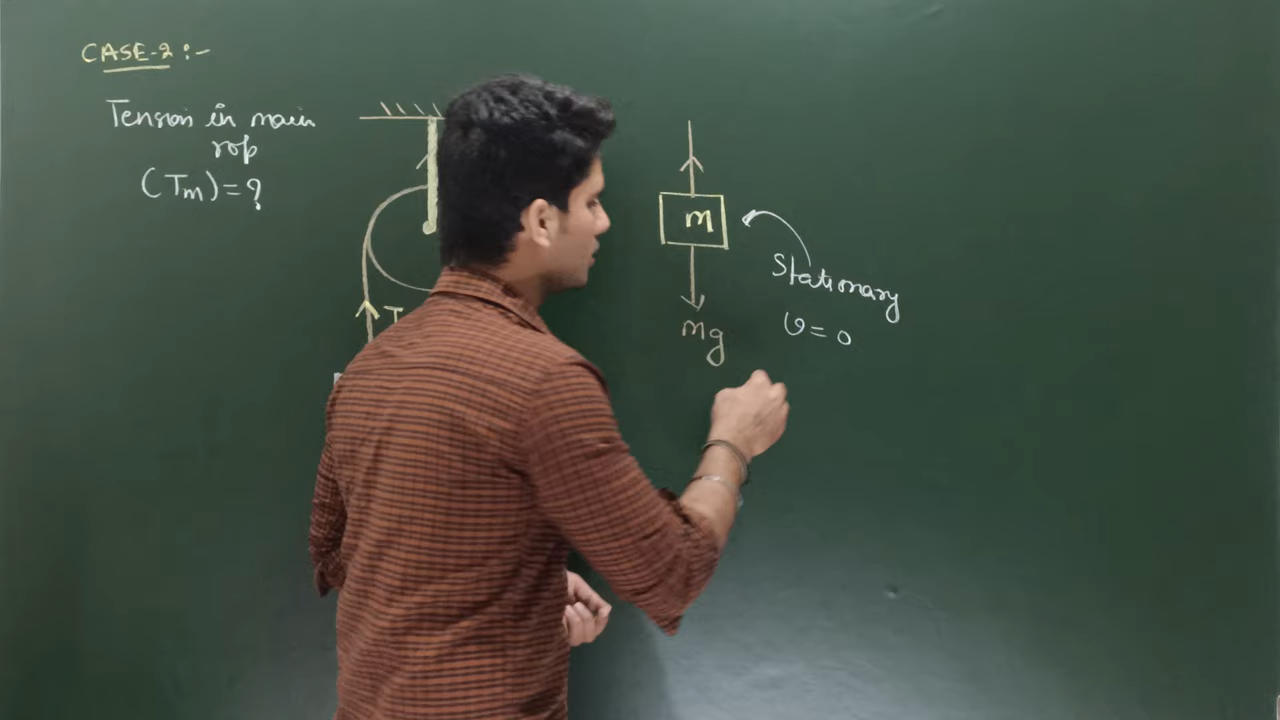 CASE-2:-
Tension in main
rop
(Tm) = ?
T
m
mg
Stationary
v = 0